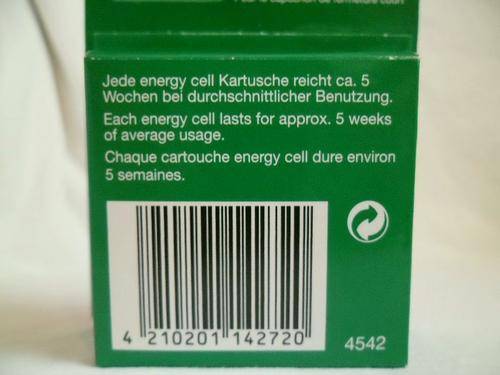 Jede energy cell Kartusche reicht ca. 5
Wochen bei durchschnittlicher Benutzung.
Each energy cell lasts for approx. 5 weeks
of average usage.
Chaque cartouche energy cell dure environ
5 semaines.
4 210201 142720
4542